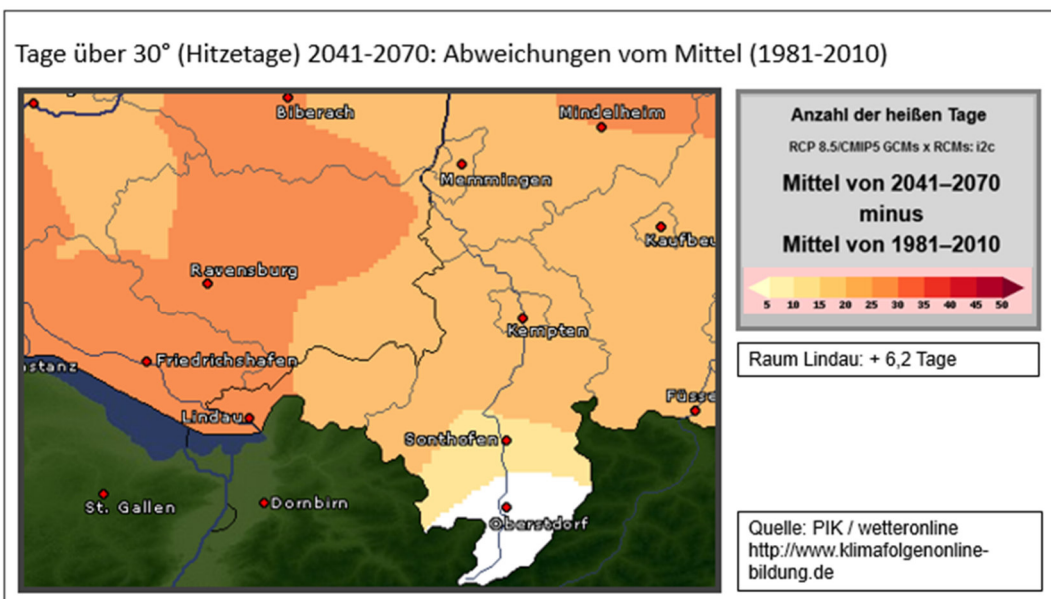 Tage über 30° (Hitzetage) 2041-2070: Abweichungen vom Mittel (1981-2010)
Biberach
Mindelheim
Memmingen
Kaufbeu
Ravensburg
Kempten
Friedrichshafen
stanz
Lindau
Füsse
Sonthofen
St. Gallen
Dornbirn
Oberstdorf
Anzahl der heißen Tage
RCP 8.5/CMIP5 GCMs x RCMs: i2c
Mittel von 2041–2070
minus
Mittel von 1981–2010
5 10 15 20 25 30 35 40 45 50
Raum Lindau: + 6,2 Tage
Quelle: PIK / wetteronline
http://www.klimafolgenonline-
bildung.de